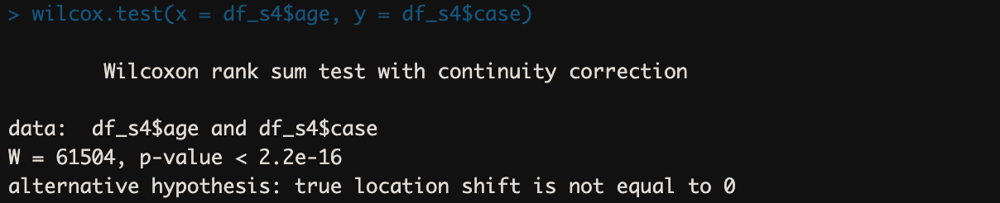 > wilcox.test(x = df_s4$age, y = df_s4$case)
Wilcoxon rank sum test with continuity correction
data:  df_s4$age and df_s4$case
W = 61504, p-value < 2.2e-16
alternative hypothesis: true location shift is not equal to 0